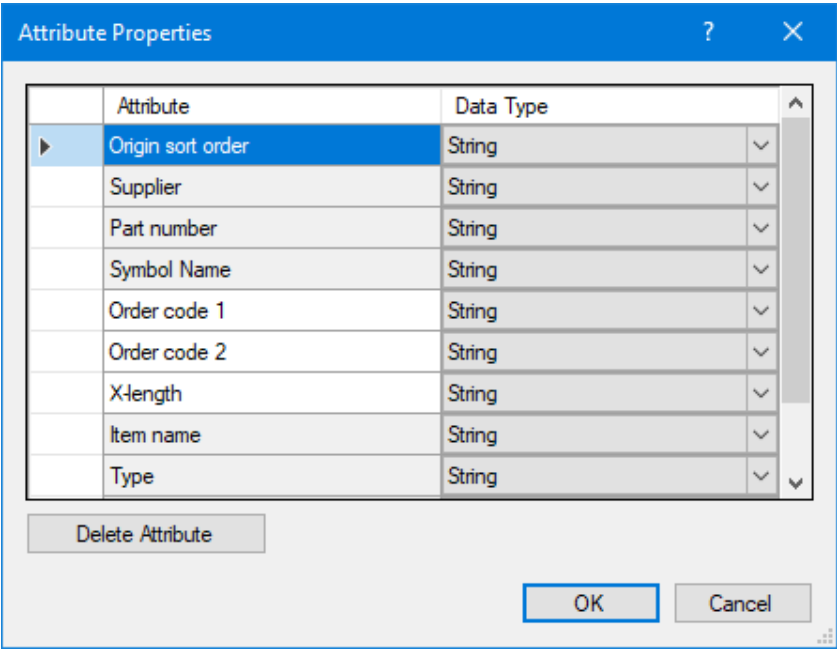 Attribute Properties ?
Attribute Data Type
Origin sort order String
Supplier String
Part number String
Symbol Name String
Order code 1 String
Order code 2 String
X-length String
Item name String
Type String
Delete Attribute
OK Cancel